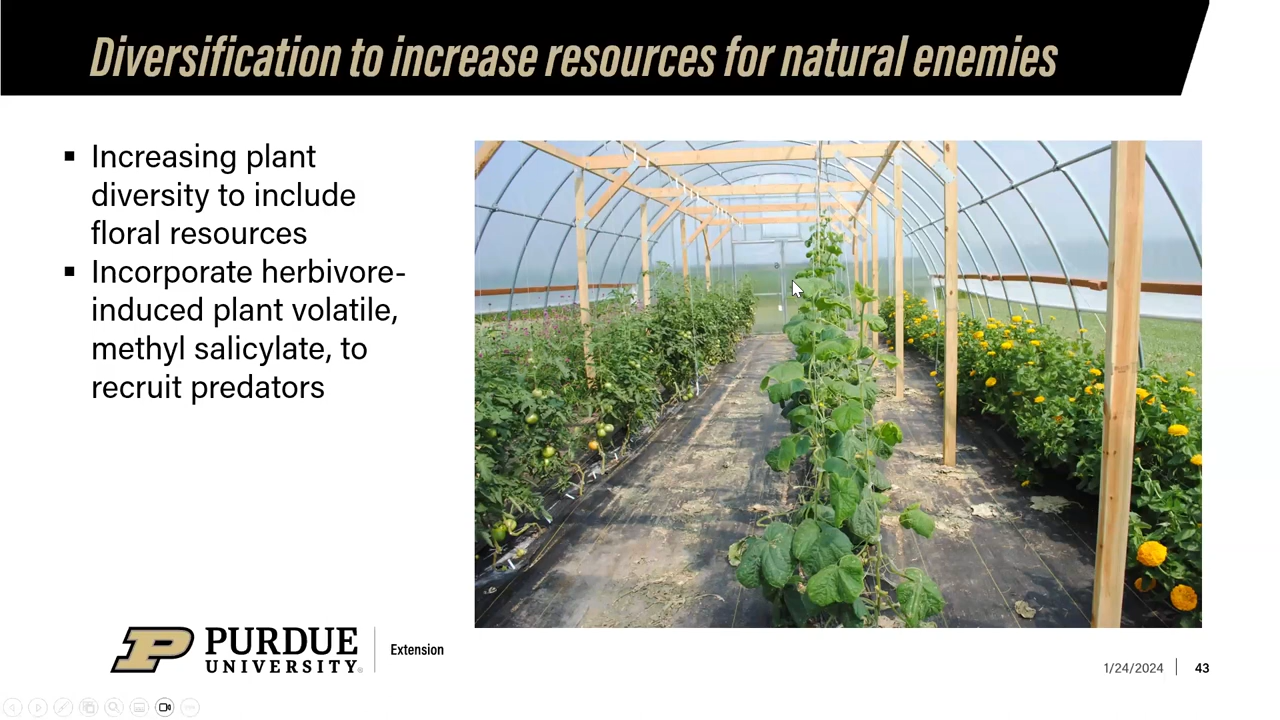 Diversification to increase resources for natural enemies
▪ Increasing plant
diversity to include
floral resources
▪ Incorporate herbivore-
induced plant volatile,
methyl salicylate, to
recruit predators
P PURDUE
UNIVERSITY®
Extension
1/24/2024 | 43